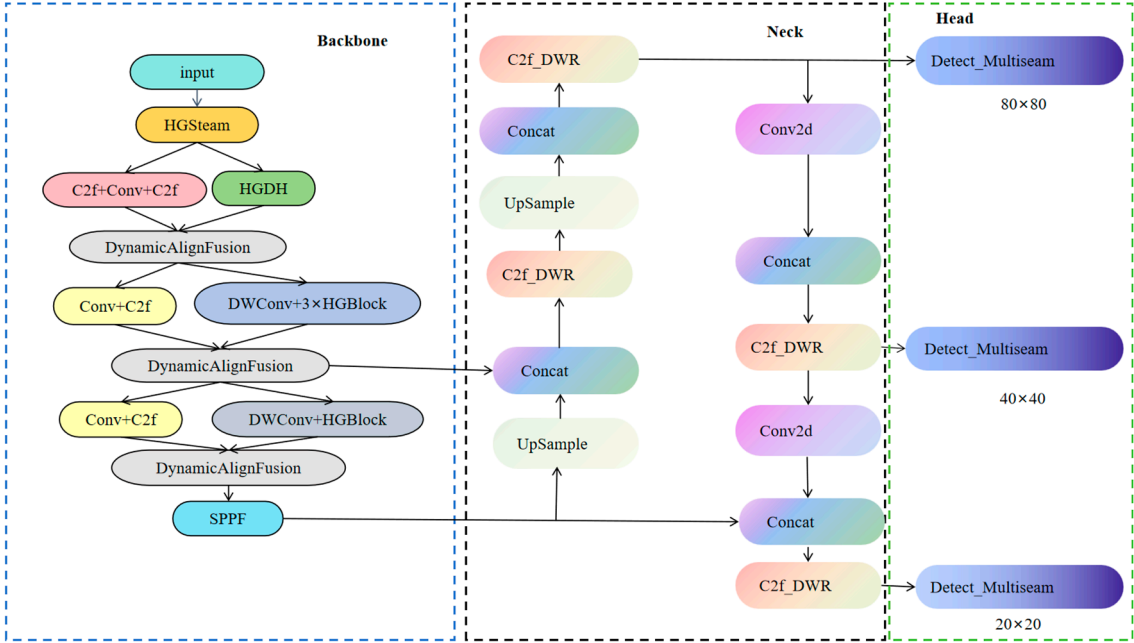 Backbone
input
HGSteam
C2f+Conv+C2f
HGDH
DynamicAlignFusion
Conv+C2f
DWConv+3×HGBlock
DynamicAlignFusion
Conv+C2f
DWConv+HGBlock
DynamicAlignFusion
SPPF
Neck
C2f_DWR
Concat
UpSample
C2f_DWR
Concat
UpSample
Conv2d
Concat
C2f_DWR
Conv2d
Concat
C2f_DWR
Head
Detect_Multiseam
80×80
Detect_Multiseam
40×40
Detect_Multiseam
20×20